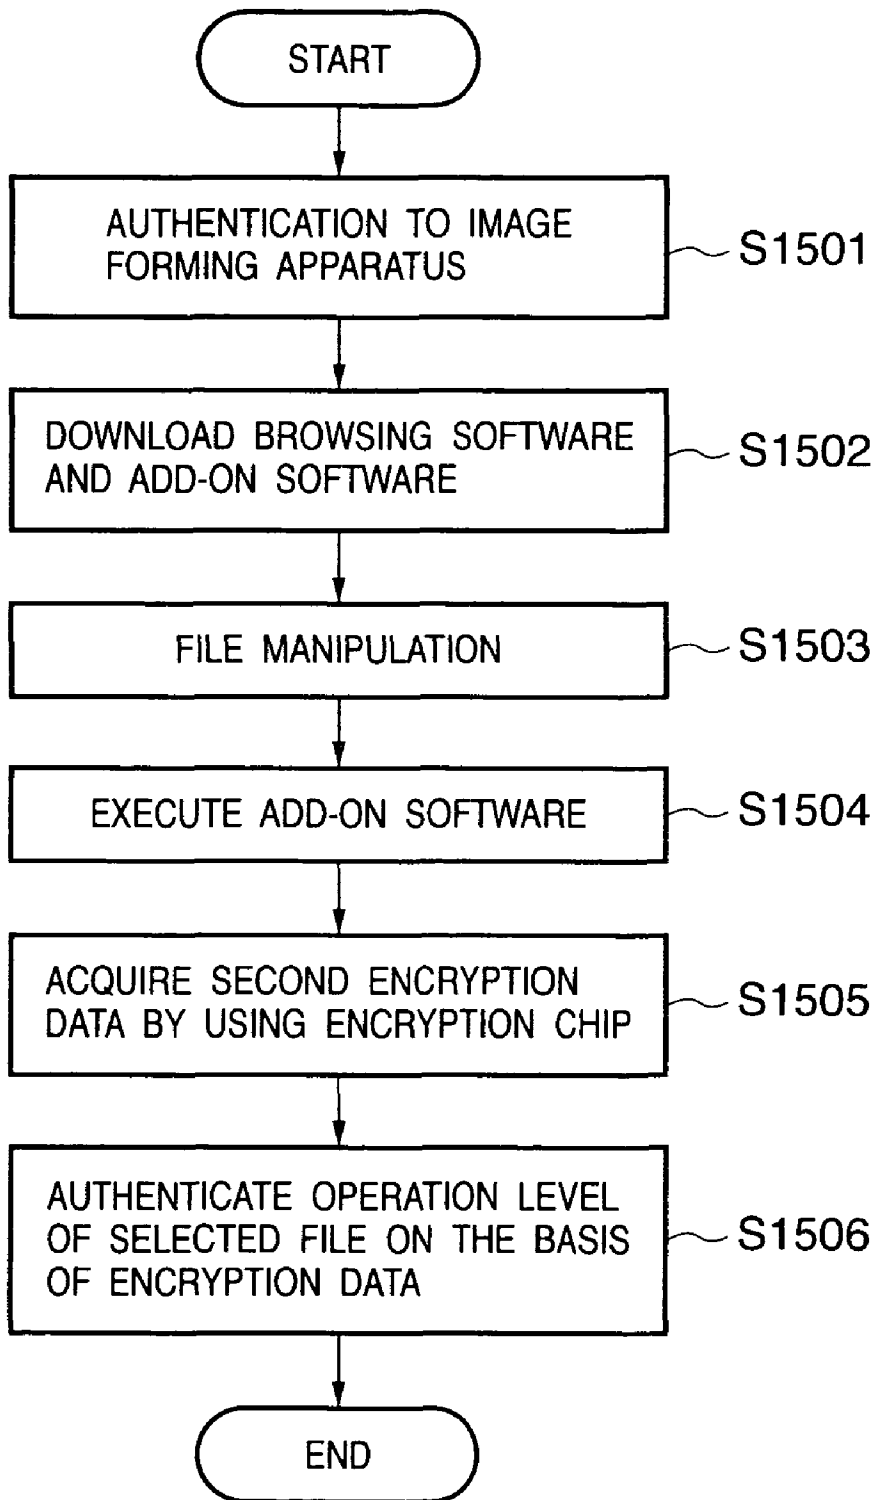 START
AUTHENTICATION TO IMAGE
FORMING APPARATUS
S1501
DOWNLOAD BROWSING SOFTWARE
AND ADD-ON SOFTWARE
S1502
FILE MANIPULATION
S1503
EXECUTE ADD-ON SOFTWARE
S1504
ACQUIRE SECOND ENCRYPTION
DATA BY USING ENCRYPTION CHIP
S1505
AUTHENTICATE OPERATION LEVEL
OF SELECTED FILE ON THE BASIS
OF ENCRYPTION DATA
S1506
END